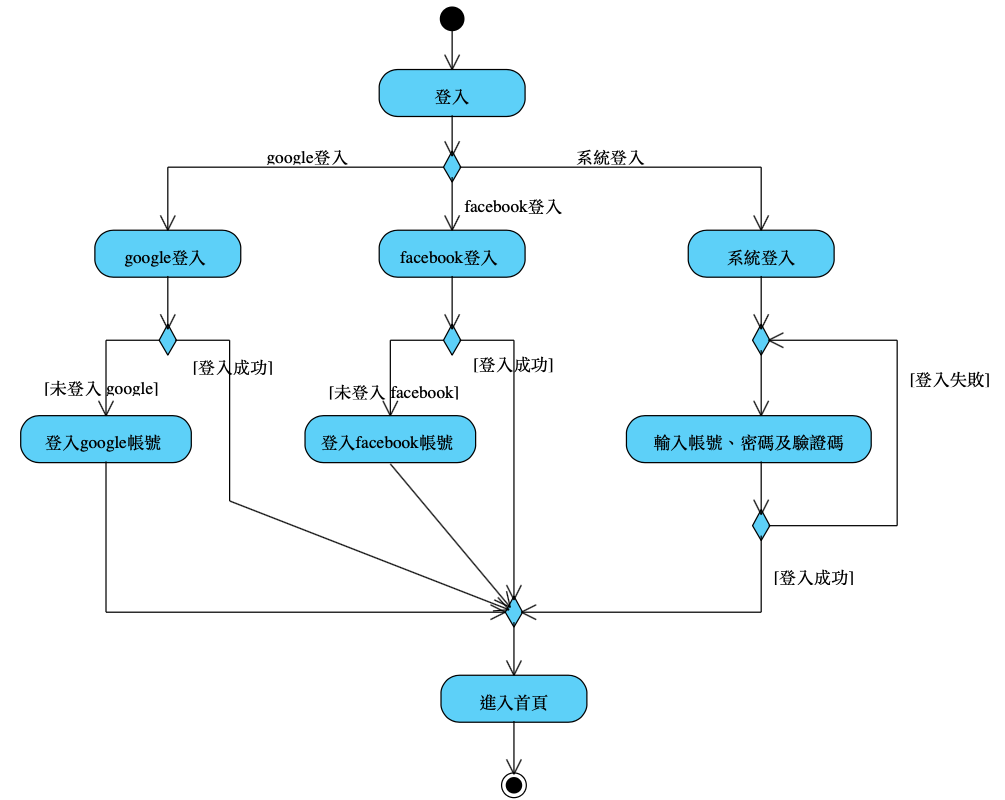 登入
google登入
系統登入
facebook登入
google登入
facebook登入
系統登入
[登入成功]
[登入成功]
[登入失敗]
[未登入 google]
[未登入 facebook]
登入google帳號
登入facebook帳號
輸入帳號、密碼及驗證碼
[登入成功]
進入首頁